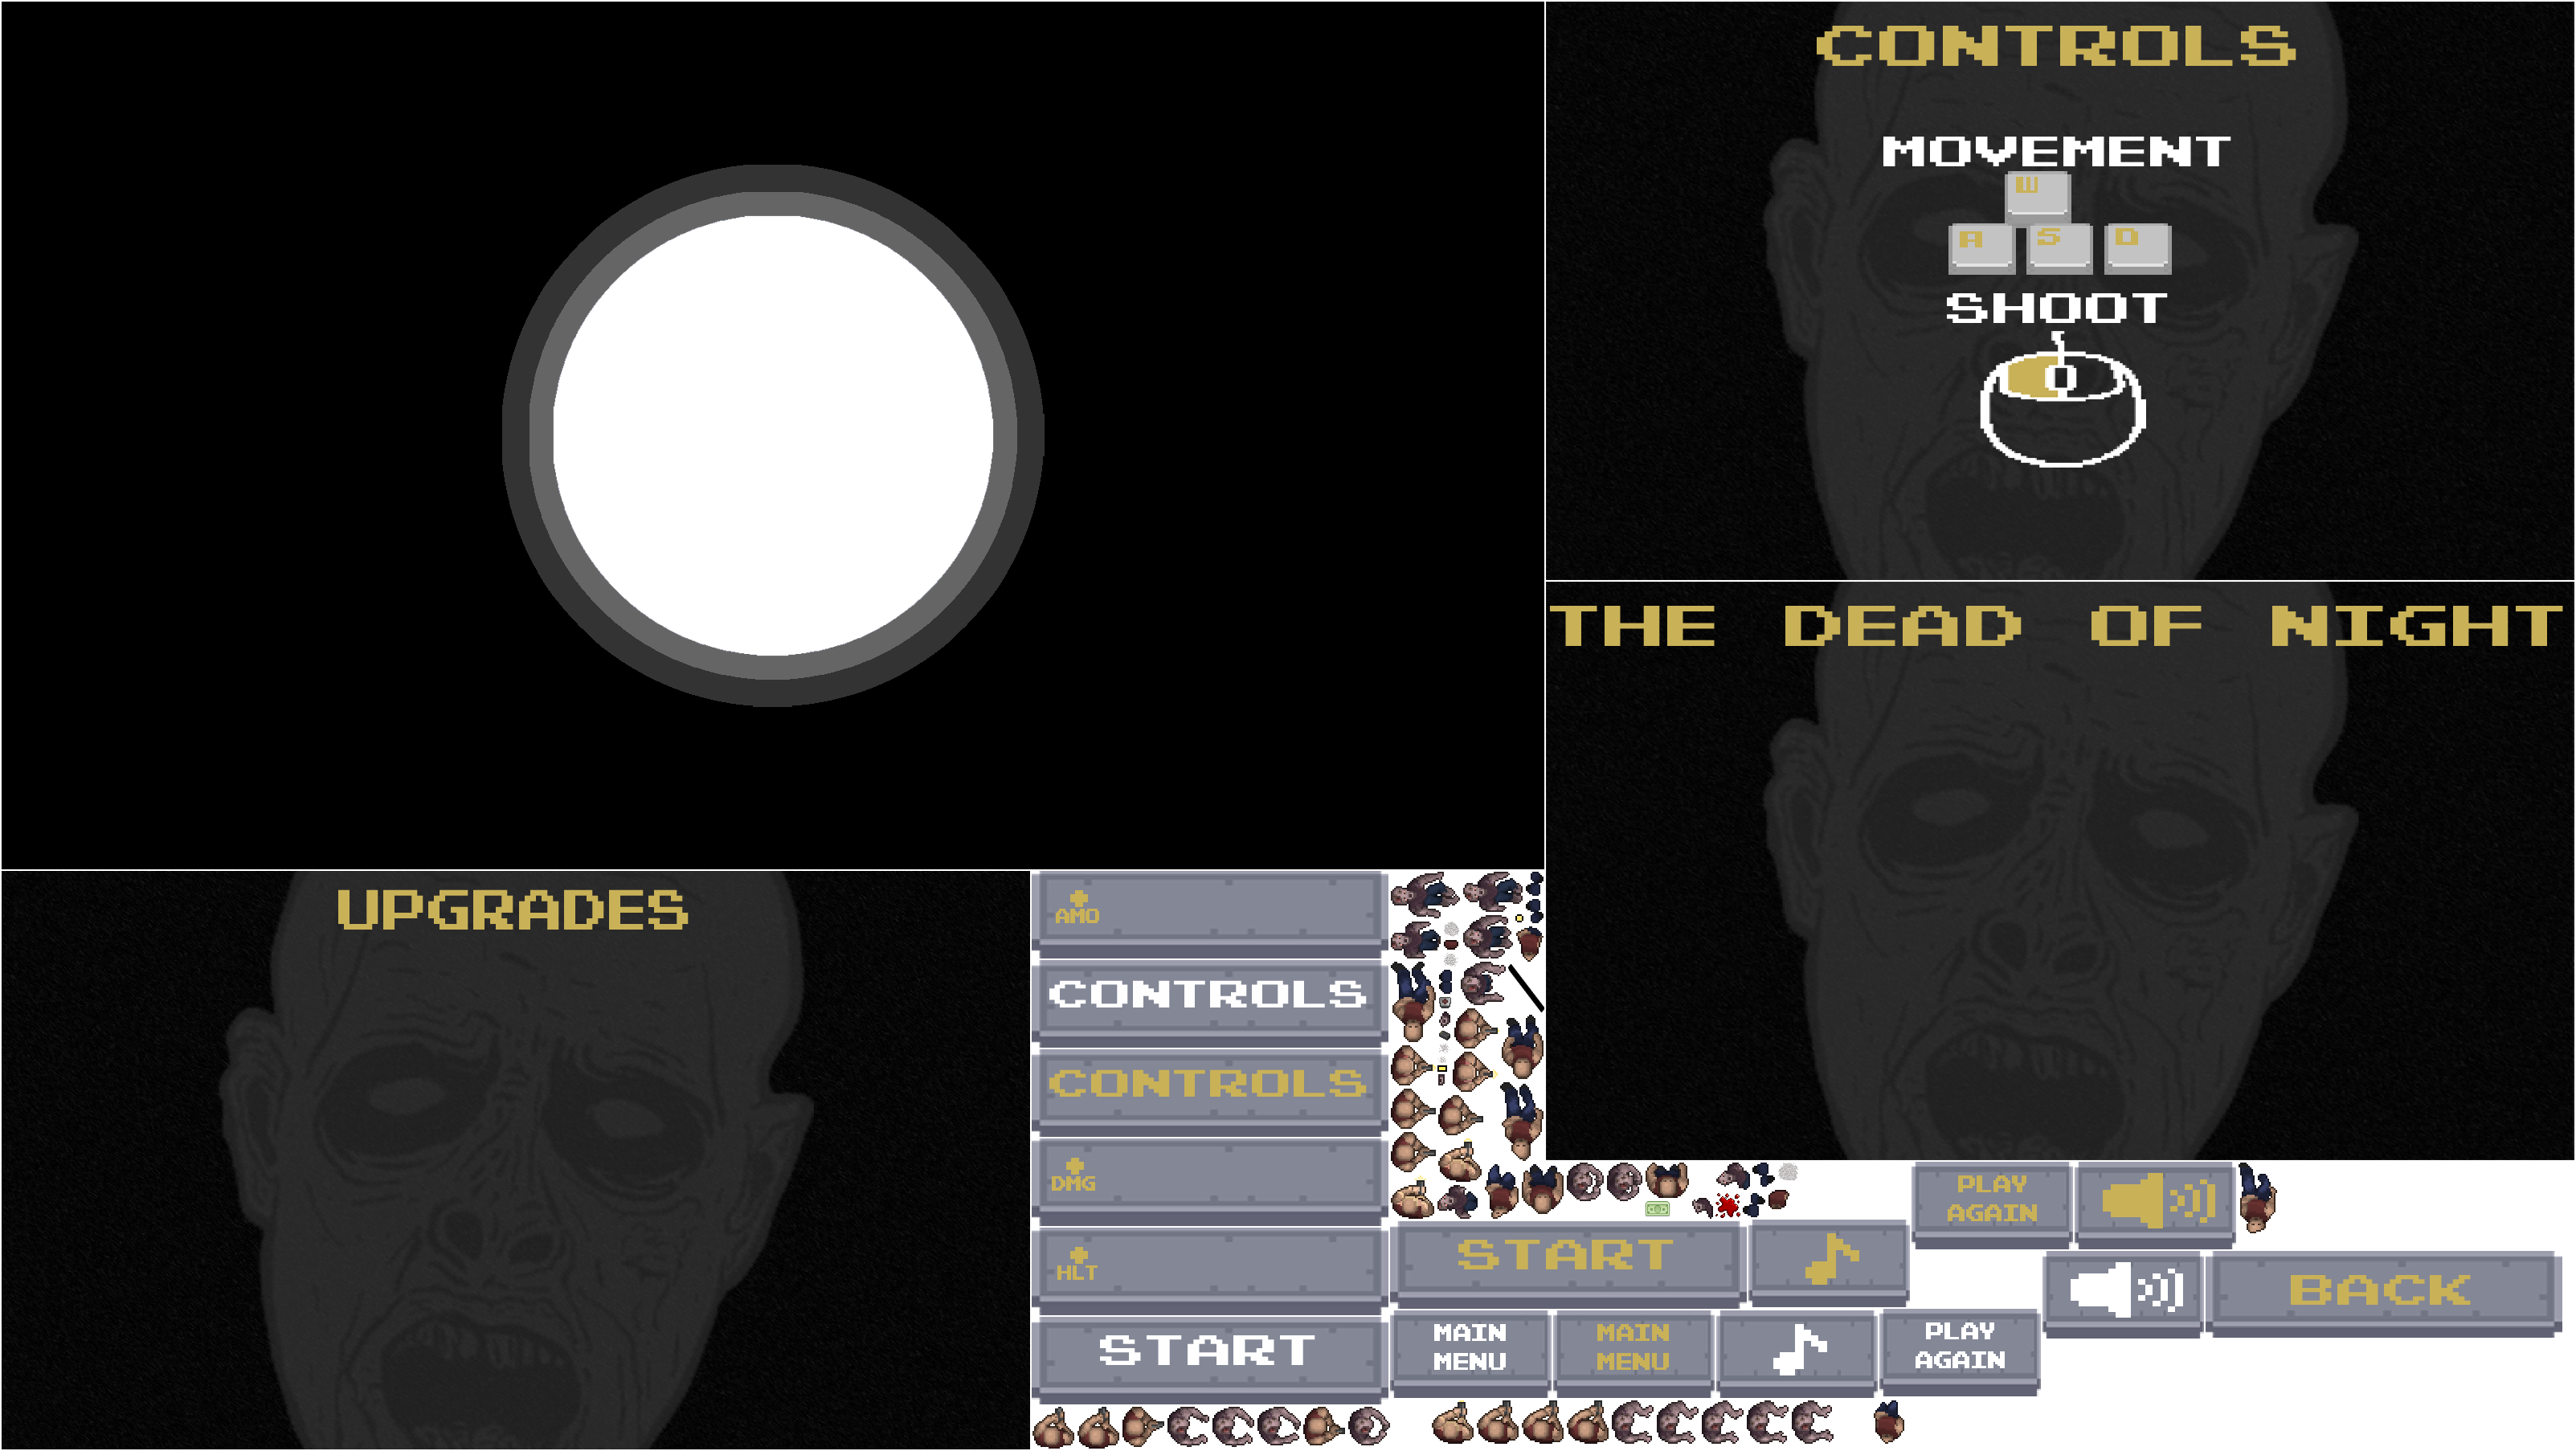 CONTROLS
MOVEMENT
W
A S D
SHOOT
THE DEAD OF NIGHT
UPGRADES
AMO
CONTROLS
CONTROLS
DMG
HLT
START
START
MAIN
MENU
MAIN
MENU
PLAY
AGAIN
PLAY
AGAIN
BACK